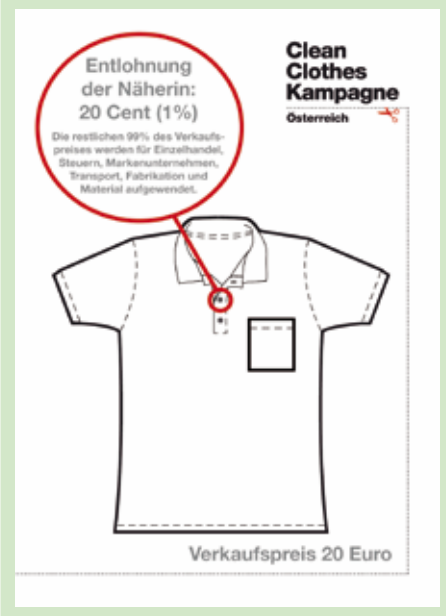 Entlohnung
der Näherin:
20 Cent (1%)
Die restlichen 99% des Verkaufs-
preises werden für Einzelhandel,
Steuern, Markenunternehmen,
Transport, Fabrikation und
Material aufgewendet.
Clean
Clothes
Kampagne
Österreich
Verkaufspreis 20 Euro